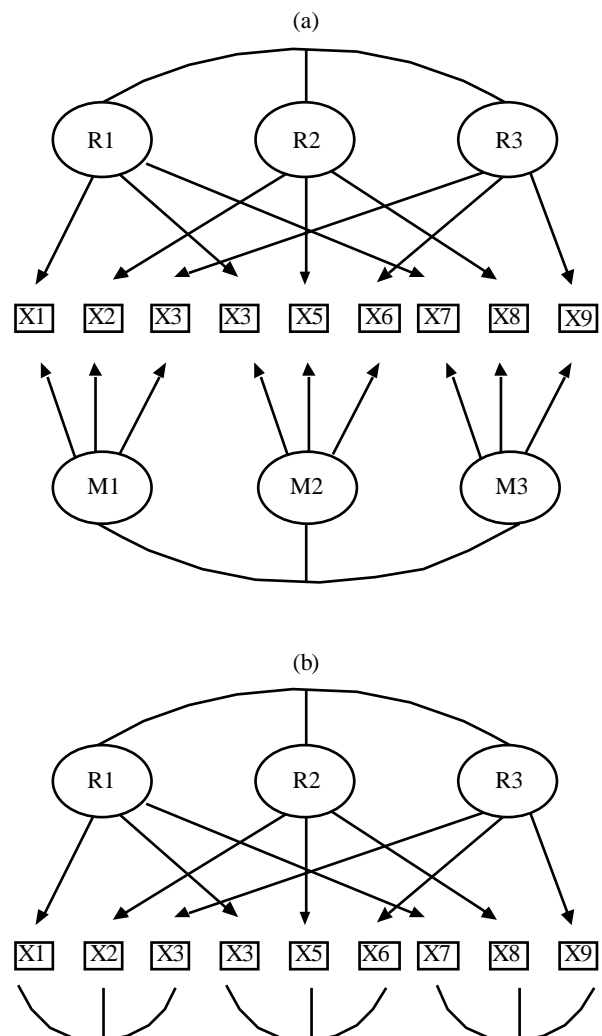 (a)
R1 R2 R3
X1 X2 X3 X3 X5 X6 X7 X8 X9
M1 M2 M3
(b)
R1 R2 R3
X1 X2 X3 X3 X5 X6 X7 X8 X9